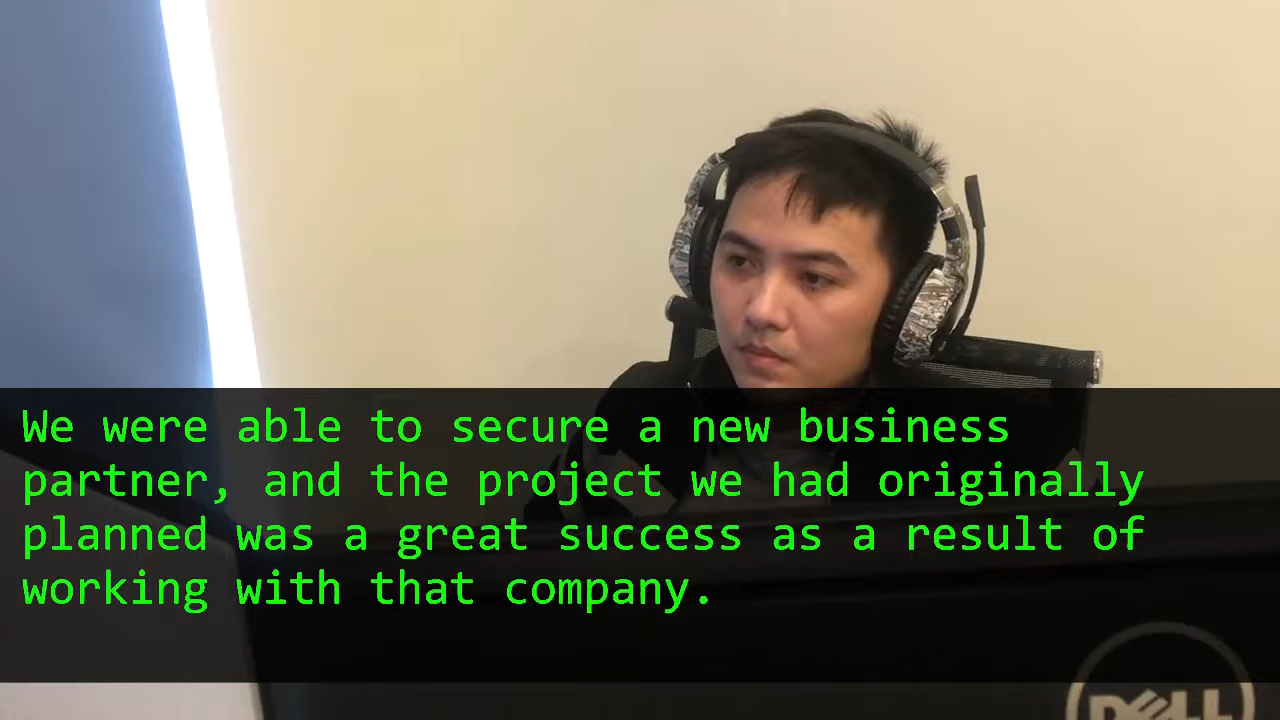 We were able to secure a new business
partner, and the project we had originally
planned was a great success as a result of
working with that company.
DELL